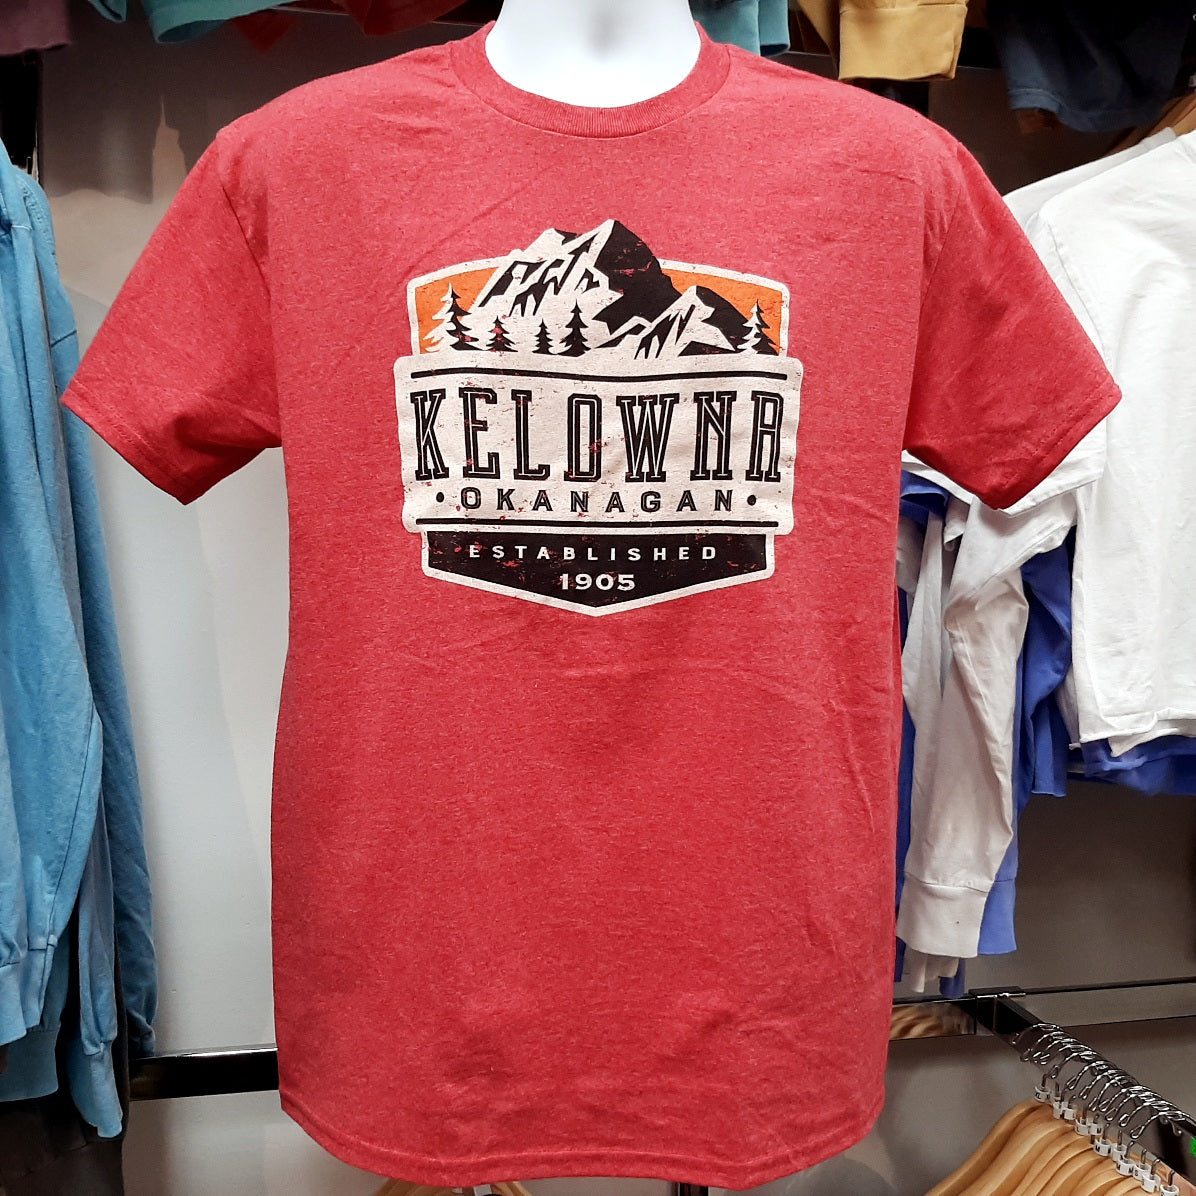 KELOWNA
• OKANAGAN •
ESTABLISHED
1905